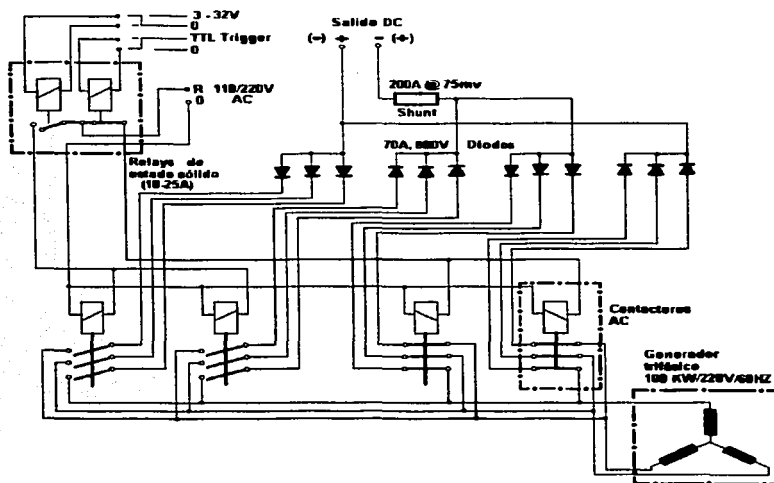 3 - 32V
0
TTL Trigger
0
R 110/220V
0 AC
Relays de
estado sólido
(10-25A)
Salida DC
(-) + - (+)
200A @ 75mv
Shunt
70A, 800V Diodos
Contactores
AC
Generador
trifásico
100 KW/220V/60HZ